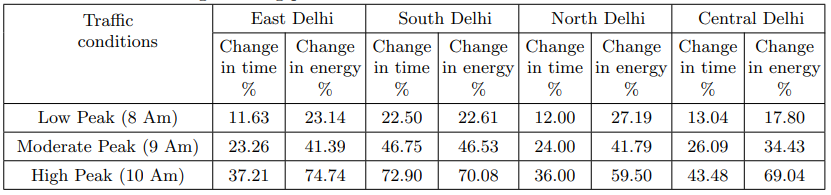 Traffic conditions East Delhi South Delhi North Delhi Central Delhi
Change in time % Change in energy % Change in time % Change in energy % Change in time % Change in energy % Change in time % Change in energy %
Low Peak (8 Am) 11.63 23.14 22.50 22.61 12.00 27.19 13.04 17.80
Moderate Peak (9 Am) 23.26 41.39 46.75 46.53 24.00 41.79 26.09 34.43
High Peak (10 Am) 37.21 74.74 72.90 70.08 36.00 59.50 43.48 69.04